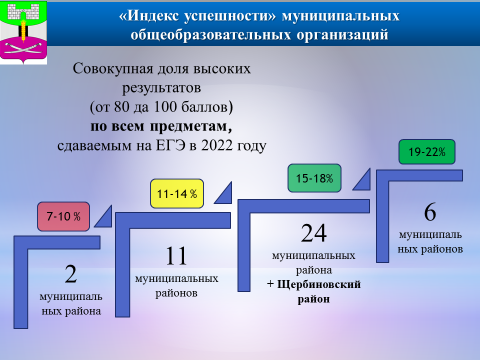 «Индекс успешности» муниципальных
общеобразовательных организаций
Совокупная доля высоких
результатов
(от 80 да 100 баллов)
по всем предметам,
сдаваемым на ЕГЭ в 2022 году
7-10 %
2
муниципаль
ных района
11-14 %
11
муниципальных
районов
15-18%
24
муниципальных
района
+ Щербиновский
район
19-22%
6
муниципаль
ных районов